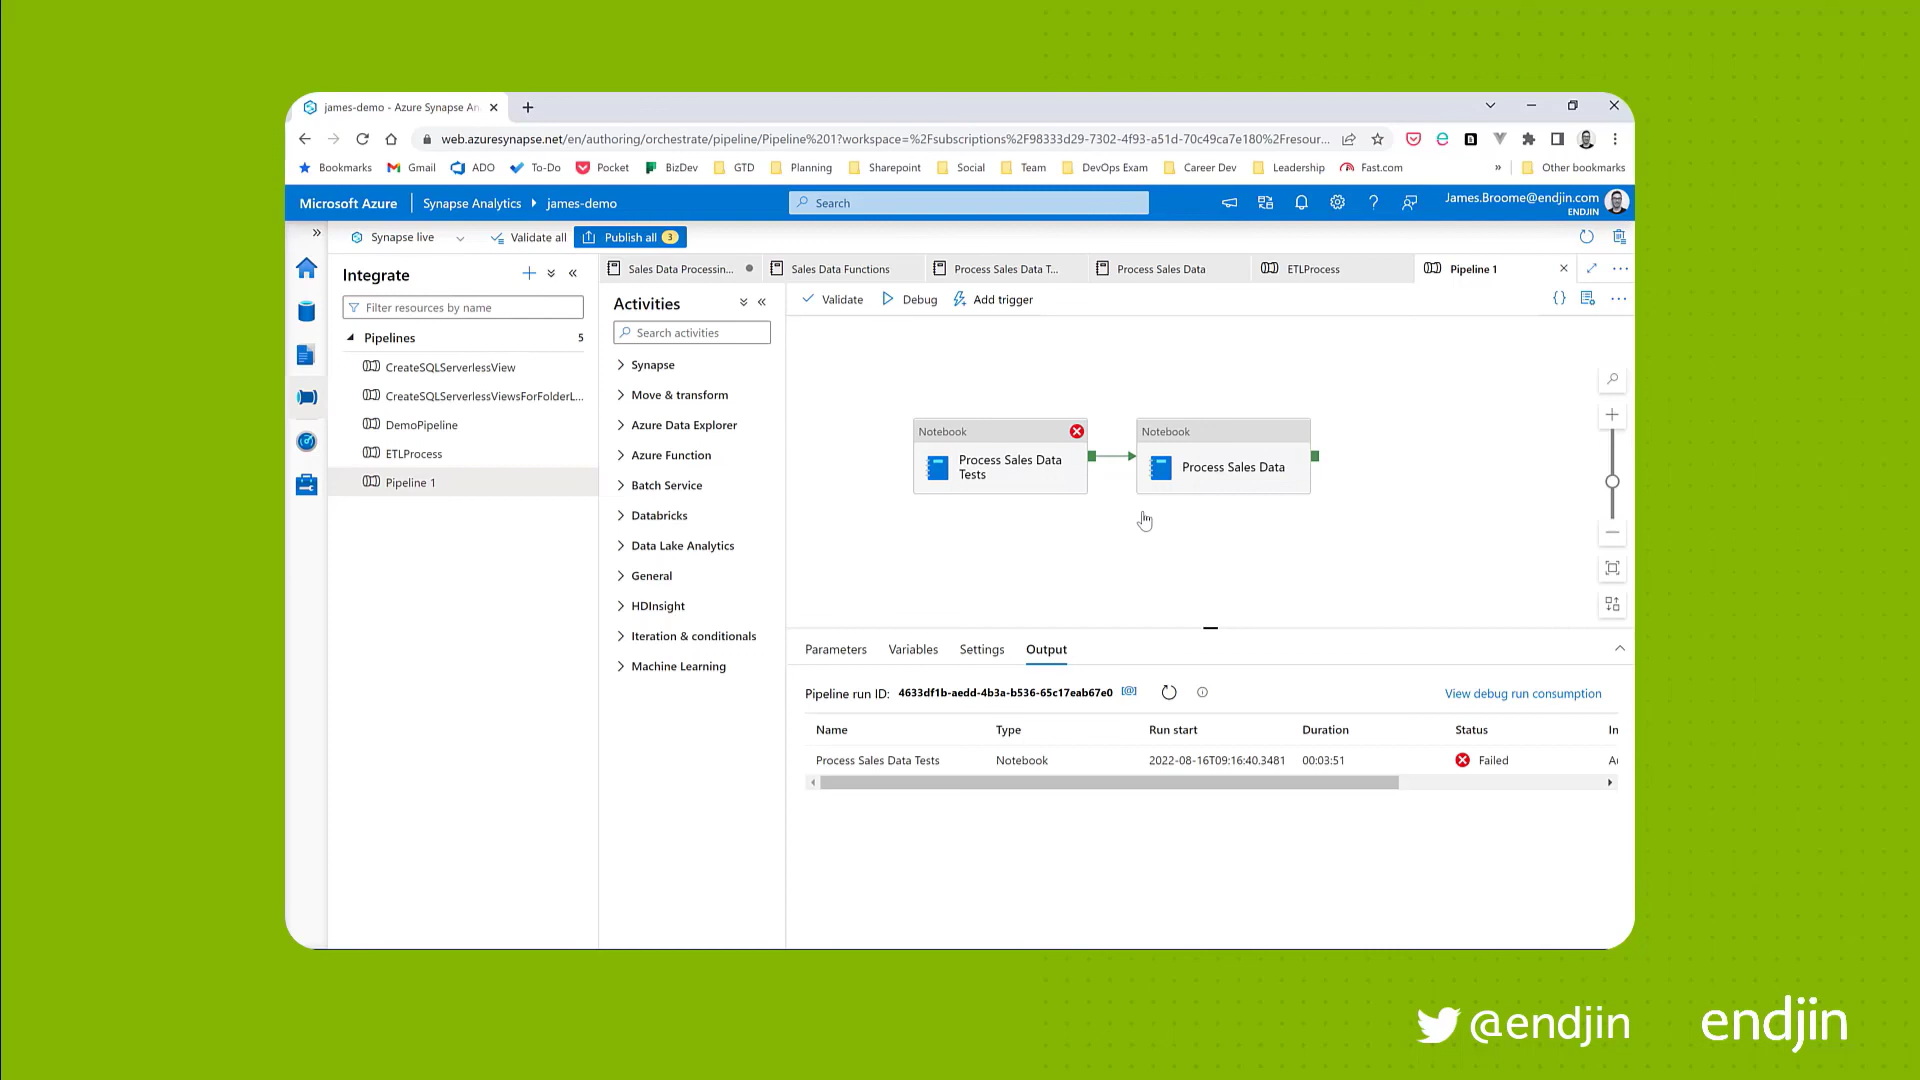 james-demo - Azure Synapse An
web.azuresynapse.net/en/authoring/orchestrate/pipeline/Pipeline%201?workspace=%2Fsubscriptions%2F98333d29-7302-4f93-a51d-70c49ca7e180%2Fresour...
Bookmarks Gmail ADO To-Do Pocket BizDev GTD Planning Sharepoint Social Team DevOps Exam Career Dev Leadership Fast.com » Other bookmarks
Microsoft Azure Synapse Analytics james-demo Search James.Broome@endjin.com
ENDJIN
Synapse live Validate all Publish all 3
Integrate
Filter resources by name
Pipelines 5
CreateSQLServerlessView
CreateSQLServerlessViewsForFolderL...
DemoPipeline
ETLProcess
Pipeline 1
Sales Data Processin... Sales Data Functions Process Sales Data T... Process Sales Data ETLProcess Pipeline 1
Activities
Search activities
Synapse
Move & transform
Azure Data Explorer
Azure Function
Batch Service
Databricks
Data Lake Analytics
General
HDInsight
Iteration & conditionals
Machine Learning
Validate Debug Add trigger
Notebook
Process Sales Data
Tests
Notebook
Process Sales Data
Parameters Variables Settings Output
Pipeline run ID: 4633df1b-aedd-4b3a-b536-65c17eab67e0 View debug run consumption
Name Type Run start Duration Status In
Process Sales Data Tests Notebook 2022-08-16T09:16:40.3481 00:03:51 Failed Au
@endjin endjin